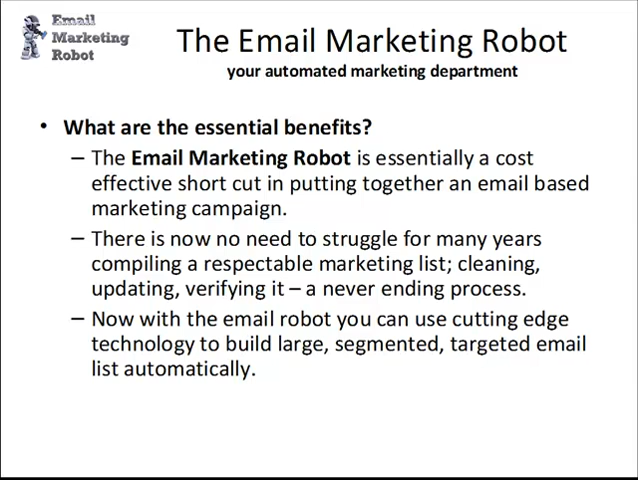 Email
Marketing
Robot
The Email Marketing Robot
your automated marketing department
• What are the essential benefits?
– The Email Marketing Robot is essentially a cost
effective short cut in putting together an email based
marketing campaign.
– There is now no need to struggle for many years
compiling a respectable marketing list; cleaning,
updating, verifying it – a never ending process.
– Now with the email robot you can use cutting edge
technology to build large, segmented, targeted email
list automatically.